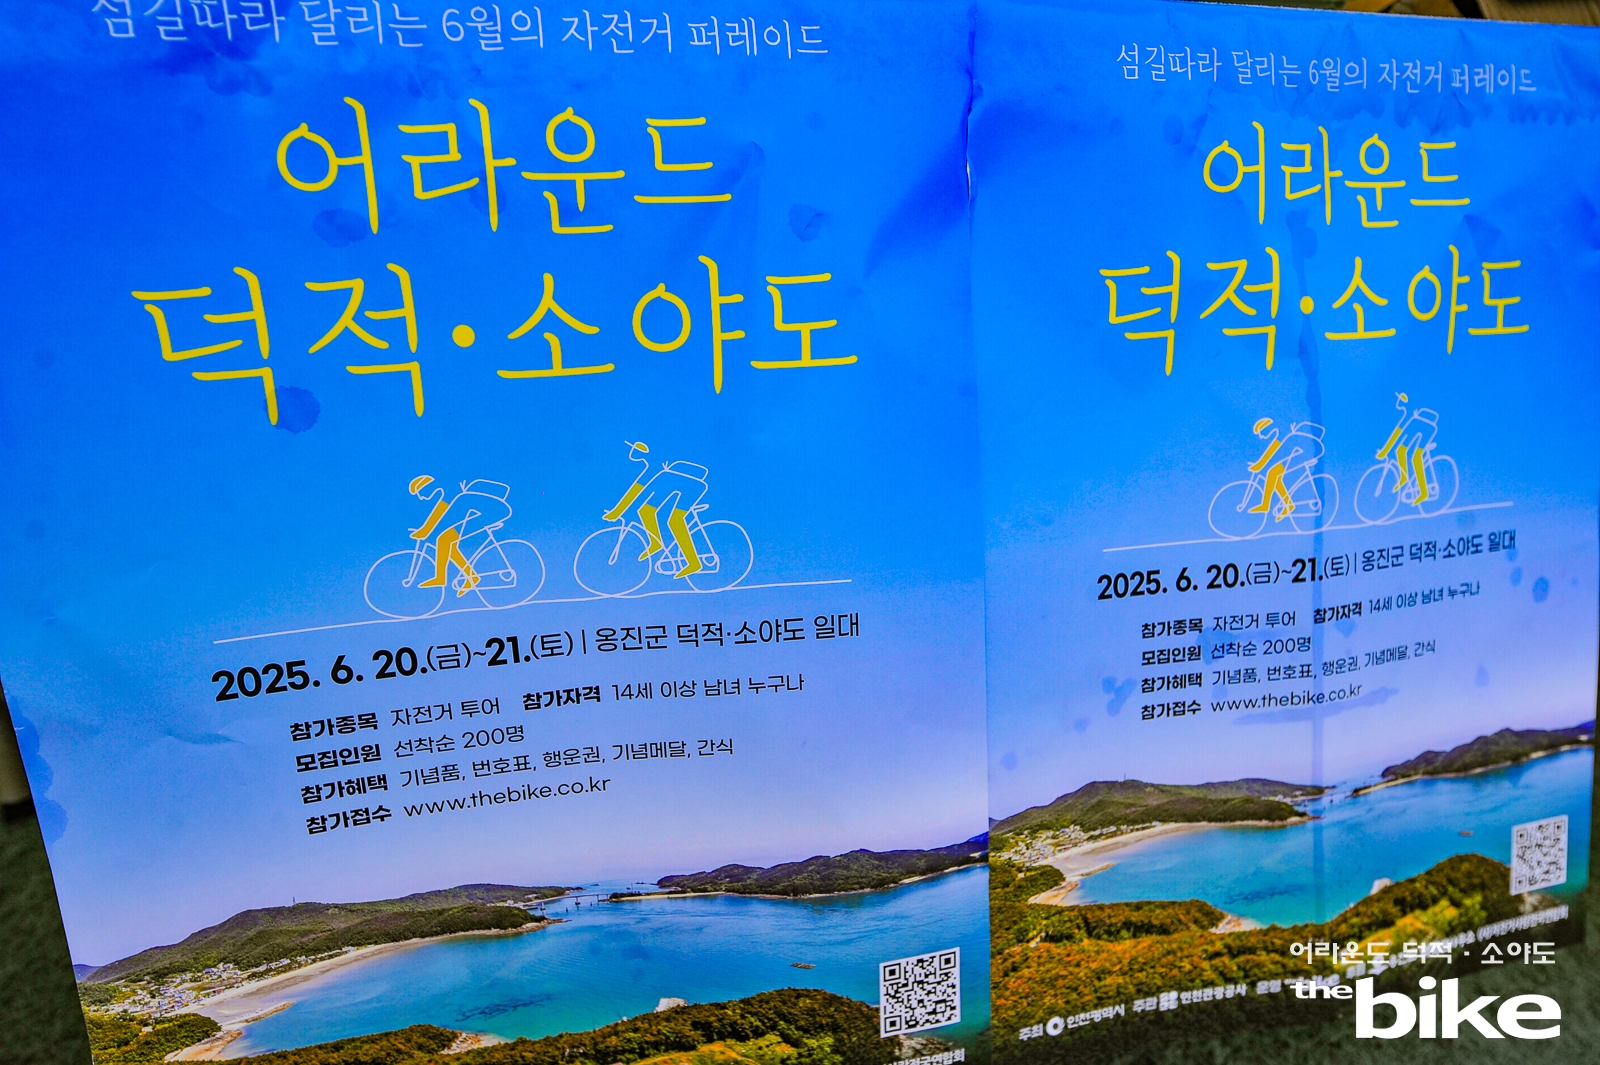 섬길따라 달리는 6월의 자전거 퍼레이드
어라운드
덕적·소야도
2025. 6. 20.(금)~21.(토) | 옹진군 덕적·소야도 일대
참가종목 자전거 투어 참가자격 14세 이상 남녀 누구나
모집인원 선착순 200명
참가혜택 기념품, 번호표, 행운권, 기념메달, 간식
참가접수 www.thebike.co.kr
섬길따라 달리는 6월의 자전거 퍼레이드
어라운드
덕적·소야도
2025. 6. 20.(금)~21.(토) | 옹진군 덕적·소야도 일대
참가종목 자전거 투어 참가자격 14세 이상 남녀 누구나
모집인원 선착순 200명
참가혜택 기념품, 번호표, 행운권, 기념메달, 간식
참가접수 www.thebike.co.kr
주최 인천광역시 주관 인천관광공사 운영
어라운도 덕적 · 소야도
the bike